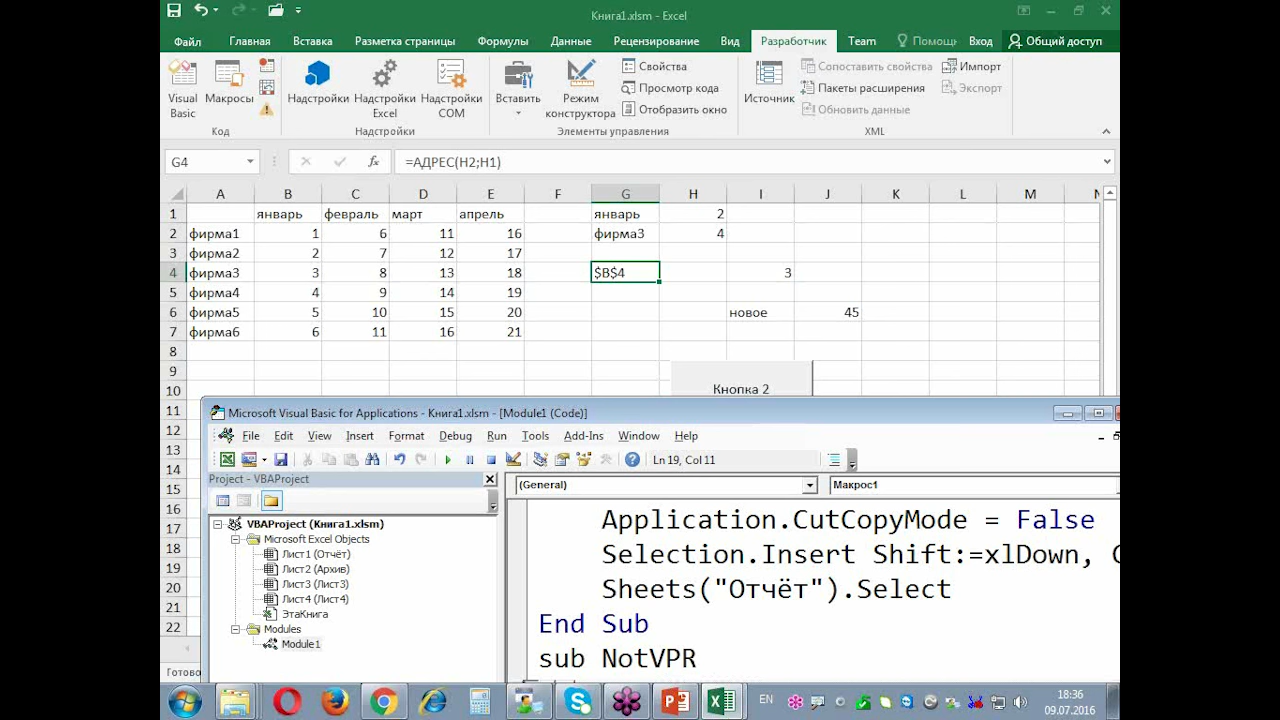 Книга1.xlsm - Excel
Файл Главная Вставка Разметка страницы Формулы Данные Рецензирование Вид Разработчик Team Помощь Вход Общий доступ
Visual Basic
Макросы
Код
Надстройки
Надстройки Excel
Надстройки COM
Надстройки
Вставить
Режим конструктора
Свойства
Просмотр кода
Отобразить окно
Элементы управления
Источник
Сопоставить свойства
Пакеты расширения
Обновить данные
Импорт
Экспорт
XML
G4 fx =АДРЕС(H2;H1)
A B C D E F G H I J K L M N
1 январь февраль март апрель январь 2
2 фирма1 1 6 11 16 фирма3 4
3 фирма2 2 7 12 17
4 фирма3 3 8 13 18 $B$4 3
5 фирма4 4 9 14 19
6 фирма5 5 10 15 20 новое 45
7 фирма6 6 11 16 21
8
9
10 Кнопка 2
11
12
13
14
15
16
17
18
19
20
21
22
Готово
Microsoft Visual Basic for Applications - Книга1.xlsm - [Module1 (Code)]
File Edit View Insert Format Debug Run Tools Add-Ins Window Help
Ln 19, Col 11
Project - VBAProject
VBAProject (Книга1.xlsm)
Microsoft Excel Objects
Лист1 (Отчёт)
Лист2 (Архив)
Лист3 (Лист3)
Лист4 (Лист4)
ЭтаКнига
Modules
Module1
(General) Макрос1
Application.CutCopyMode = False
Selection.Insert Shift:=xlDown, C
Sheets("Отчёт").Select
End Sub
sub NotVPR
EN 18:36
09.07.2016